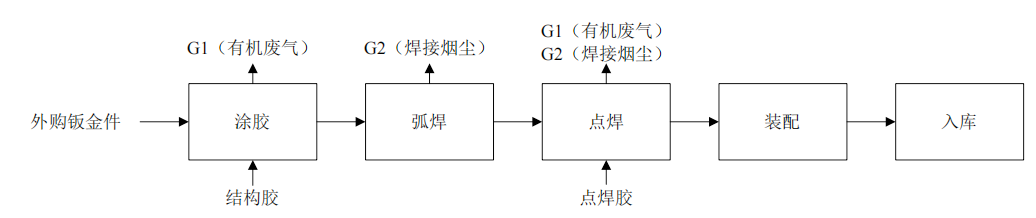 G1（有机废气）
G2（焊接烟尘）
G1（有机废气）
G2（焊接烟尘）
外购钣金件
涂胶
弧焊
点焊
装配
入库
结构胶
点焊胶